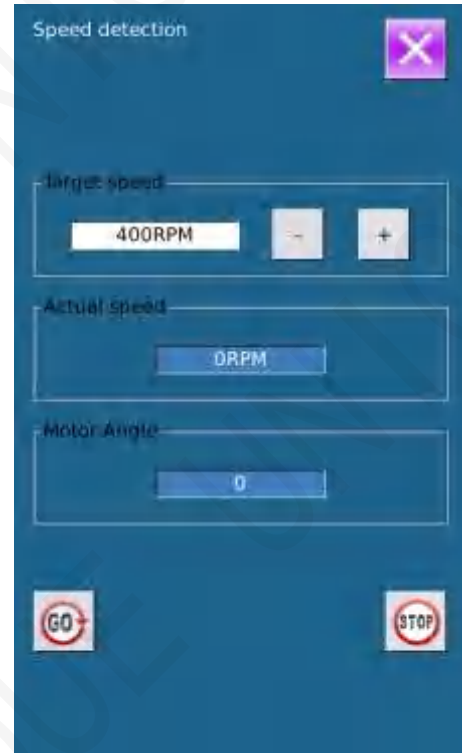 Speed detection
Target speed
400RPM
-
+
Actual speed
0RPM
Motor Angle
0
GO
STOP